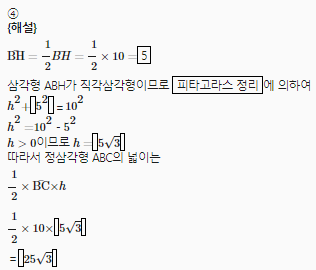 ④
{해설}
B̄H = 1/2 BH = 1/2 × 10 = 5
삼각형 ABH가 직각삼각형이므로 피타고라스 정리 에 의하여
h² + 5² = 10²
h² = 10² - 5²
h > 0이므로 h = 5√3
따라서 정삼각형 ABC의 넓이는
1/2 × B̄C × h
1/2 × 10 × 5√3
= 25√3